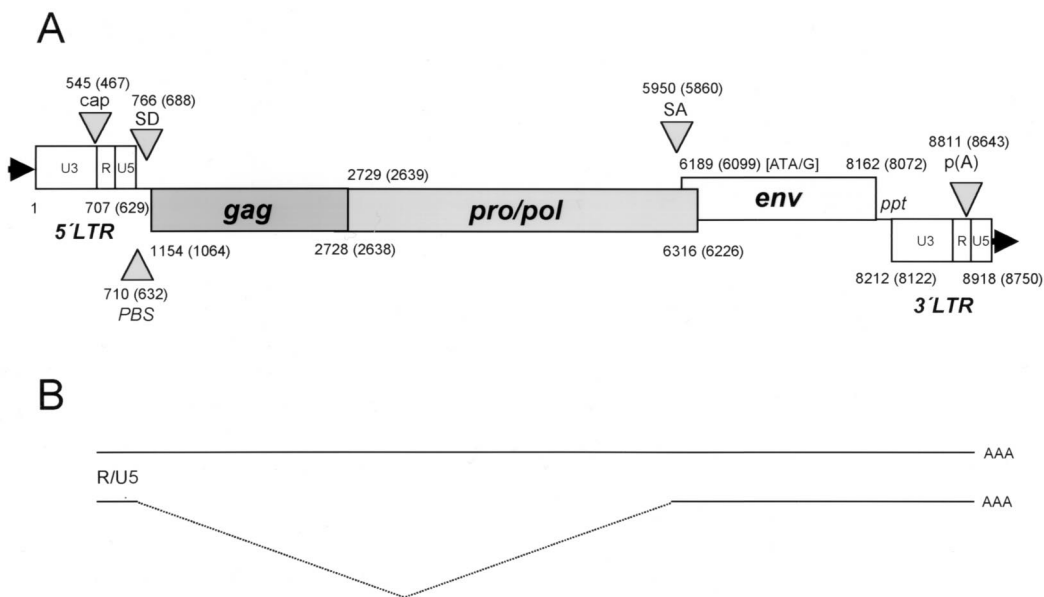 A
545 (467)
cap
766 (688)
SD
5950 (5860)
SA
8811 (8643)
p(A)
U3 R U5
2729 (2639)
6189 (6099) [ATA/G] 8162 (8072)
1 707 (629)
5´LTR
gag
pro/pol
env
ppt
1154 (1064)
2728 (2638)
6316 (6226)
U3 R U5
710 (632)
PBS
8212 (8122) 8918 (8750)
3´LTR
B
AAA
R/U5
AAA